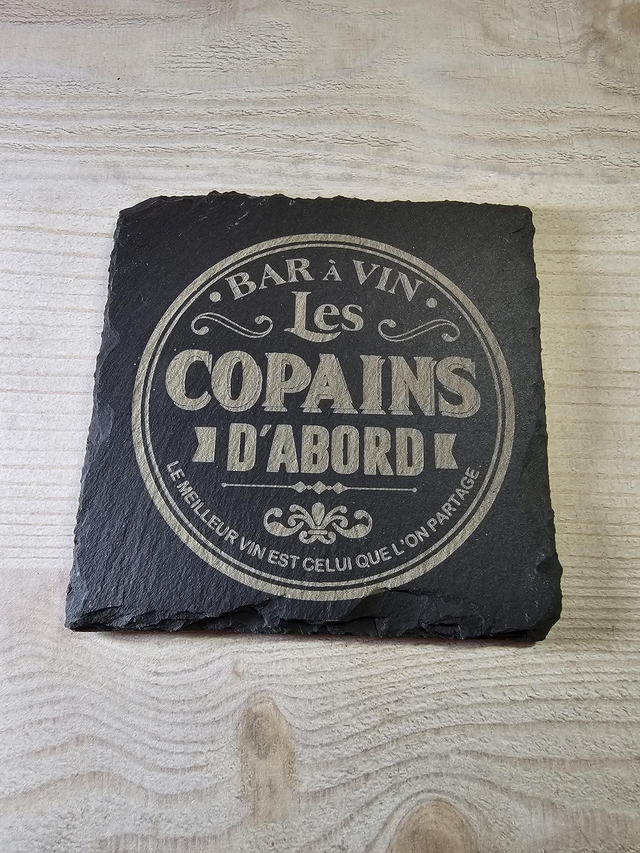 BAR À VIN
Les
COPAINS
D'ABORD
LE MEILLEUR VIN EST CELUI QUE L'ON PARTAGE